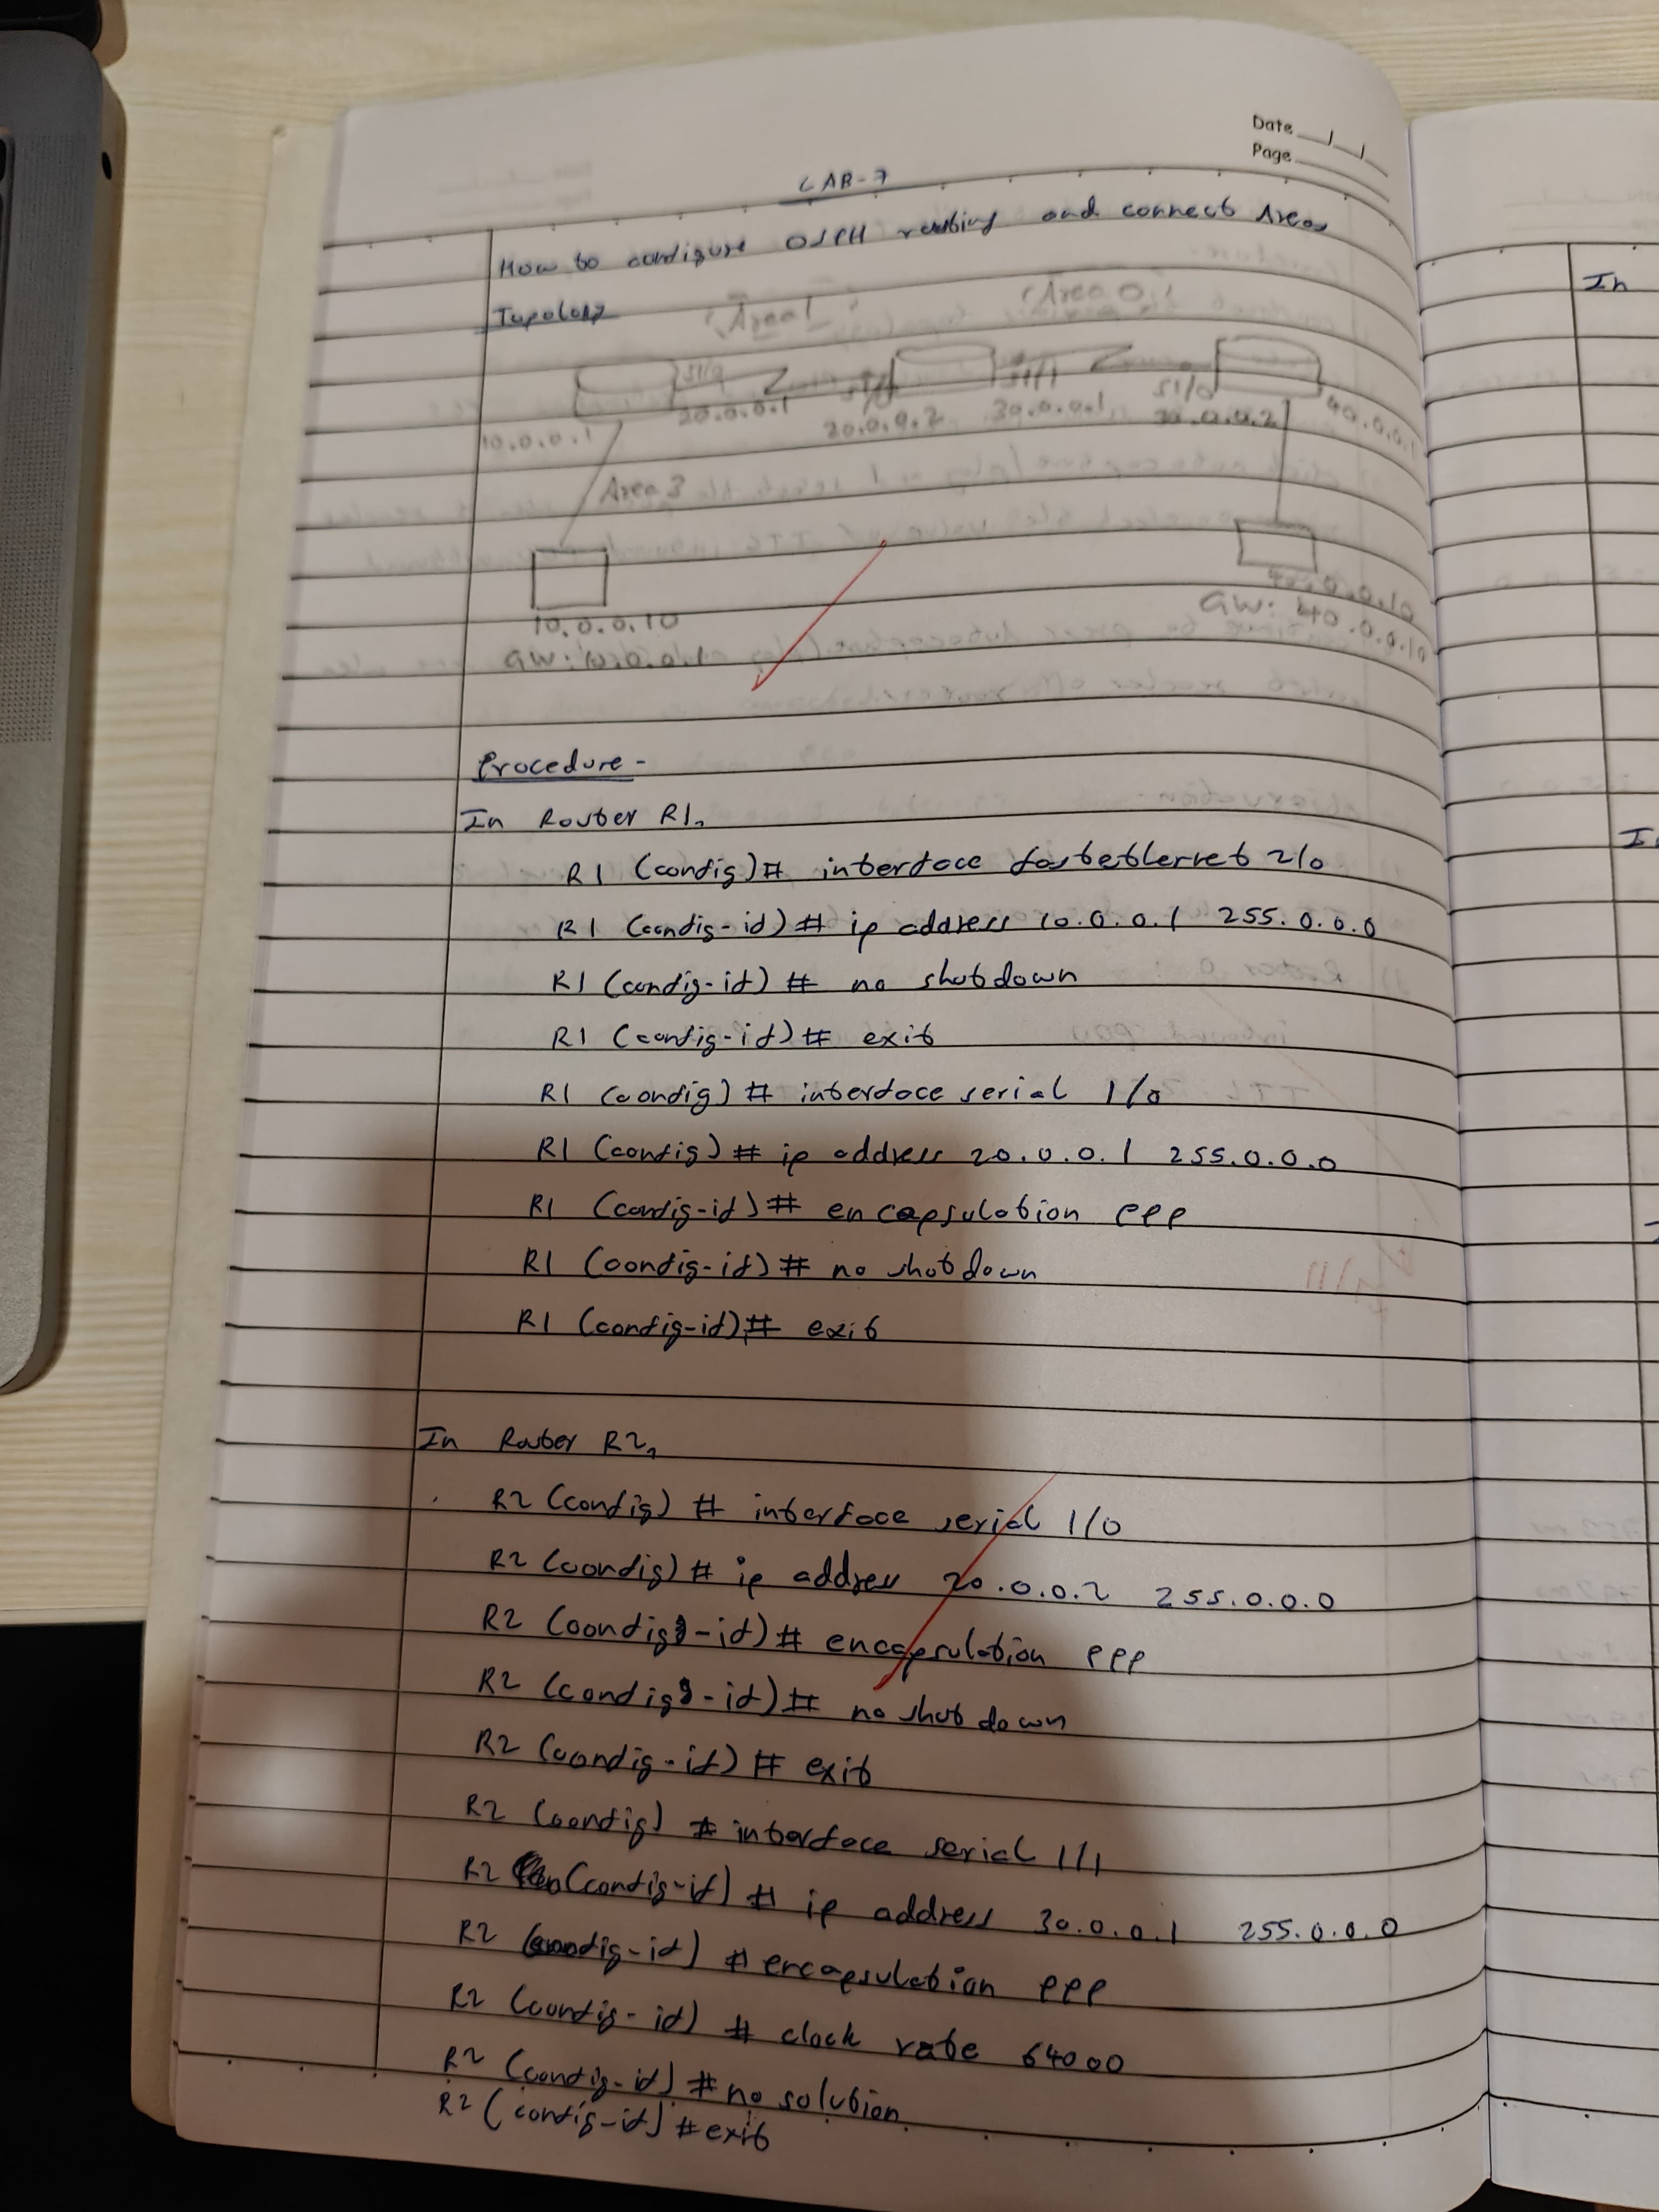 Date
Page
LAB-7
How to configure OSPH routing and connect Areas
Topology
Area 1
Area 0
S1/0
S1/0
S1/1
S1/0
10.0.0.1
20.0.0.1
20.0.0.2
30.0.0.1
30.0.0.2
40.0.0.1
Area 3
10.0.0.10
GW: 10.0.0.1
40.0.0.10
GW: 40.0.0.10
Procedure -
In Router R1,
R1 (config)# interface fastethernet 2/0
R1 (config-if)# ip address 10.0.0.1 255.0.0.0
R1 (config-if)# no shutdown
R1 (config-if)# exit
R1 (config)# interface serial 1/0
R1 (config)# ip address 20.0.0.1 255.0.0.0
R1 (config-if)# encapsulation ppp
R1 (config-if)# no shutdown
R1 (config-if)# exit
In Router R2,
R2 (config) # interface serial 1/0
R2 (config) # ip addres 20.0.0.2 255.0.0.0
R2 (config-if)# encapsulation ppp
R2 (config-if)# no shutdown
R2 (config-if)# exit
R2 (config) # interface serial 1/1
R2 (config-if) # ip address 30.0.0.1 255.0.0.0
R2 (config-if) # encapsulation ppp
R2 (config-if) # clock rate 64000
R2 (config-if) # no solution
R2 (config-if) # exit
In